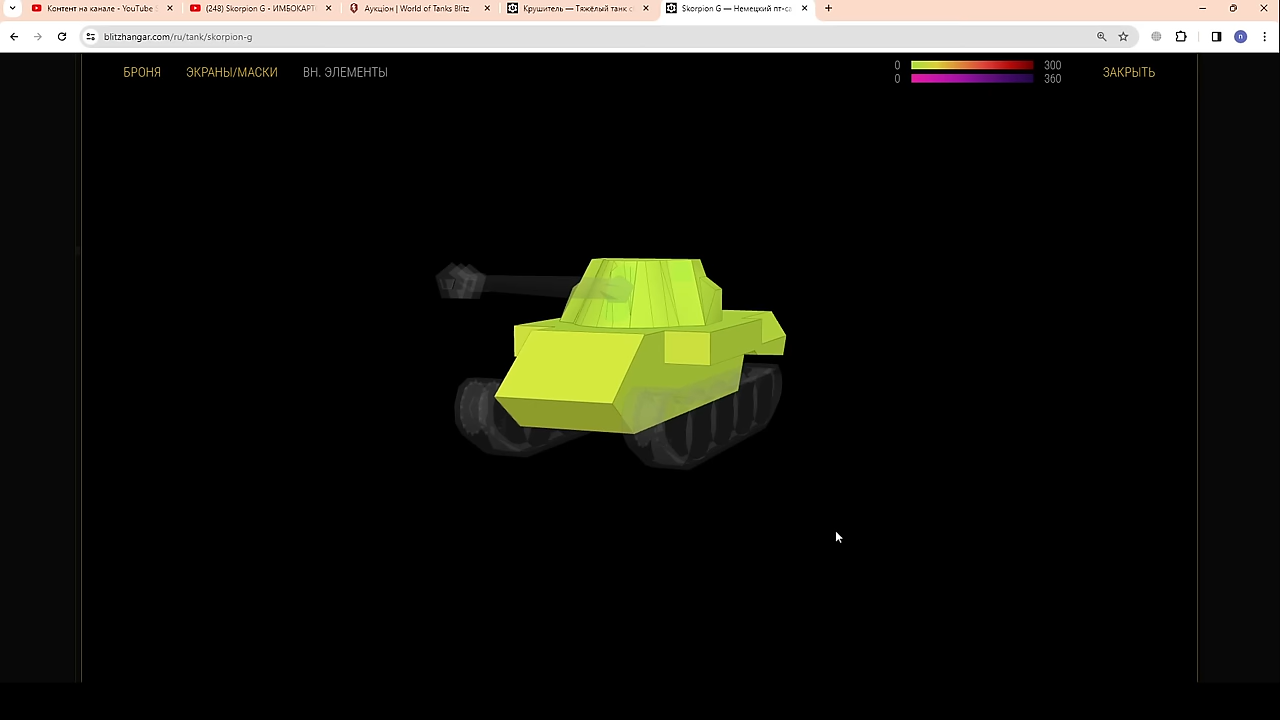 Контент на канале - YouTube S
(248) Skorpion G - ИМБОКАРТ
Аукціон | World of Tanks Blitz
Крушитель — Тяжёлый танк с
Skorpion G — Немецкий пт-са
blitzhangar.com/ru/tank/skorpion-g
n
БРОНЯ
ЭКРАНЫ/МАСКИ
ВН. ЭЛЕМЕНТЫ
0 300
0 360
ЗАКРЫТЬ